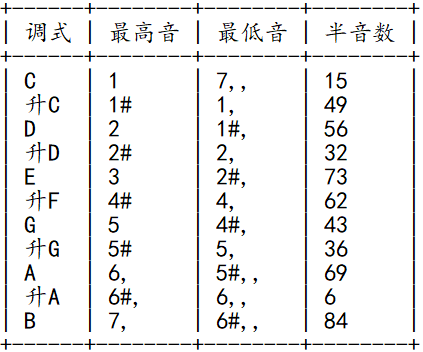 +------+--------+--------+--------+
| 调式 | 最高音 | 最低音 | 半音数 |
+------+--------+--------+--------+
| C | 1 | 7,, | 15 |
| 升C | 1# | 1, | 49 |
| D | 2 | 1#, | 56 |
| 升D | 2# | 2, | 32 |
| E | 3 | 2#, | 73 |
| 升F | 4# | 4, | 62 |
| G | 5 | 4#, | 43 |
| 升G | 5# | 5, | 36 |
| A | 6, | 5#,, | 69 |
| 升A | 6#, | 6,, | 6 |
| B | 7, | 6#,, | 84 |
+------+--------+--------+--------+